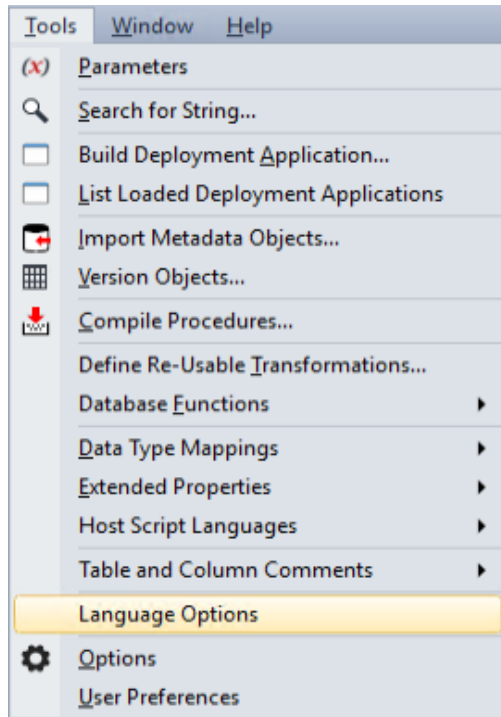 Tools Window Help
(x) Parameters
Search for String...
Build Deployment Application...
List Loaded Deployment Applications
Import Metadata Objects...
Version Objects...
Compile Procedures...
Define Re-Usable Transformations...
Database Functions
Data Type Mappings
Extended Properties
Host Script Languages
Table and Column Comments
Language Options
Options
User Preferences